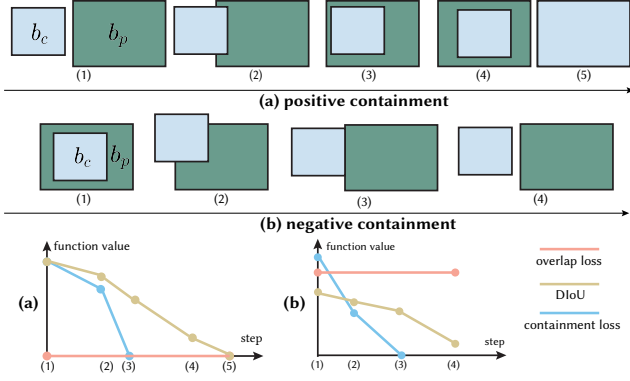 b_c b_p
(1) (2) (3) (4) (5)
(a) positive containment
b_c b_p
(1) (2) (3) (4)
(b) negative containment
function value
(a)
step
(1) (2) (3) (4) (5)
function value
(b)
step
(1) (2) (3) (4)
overlap loss
DIoU
containment loss